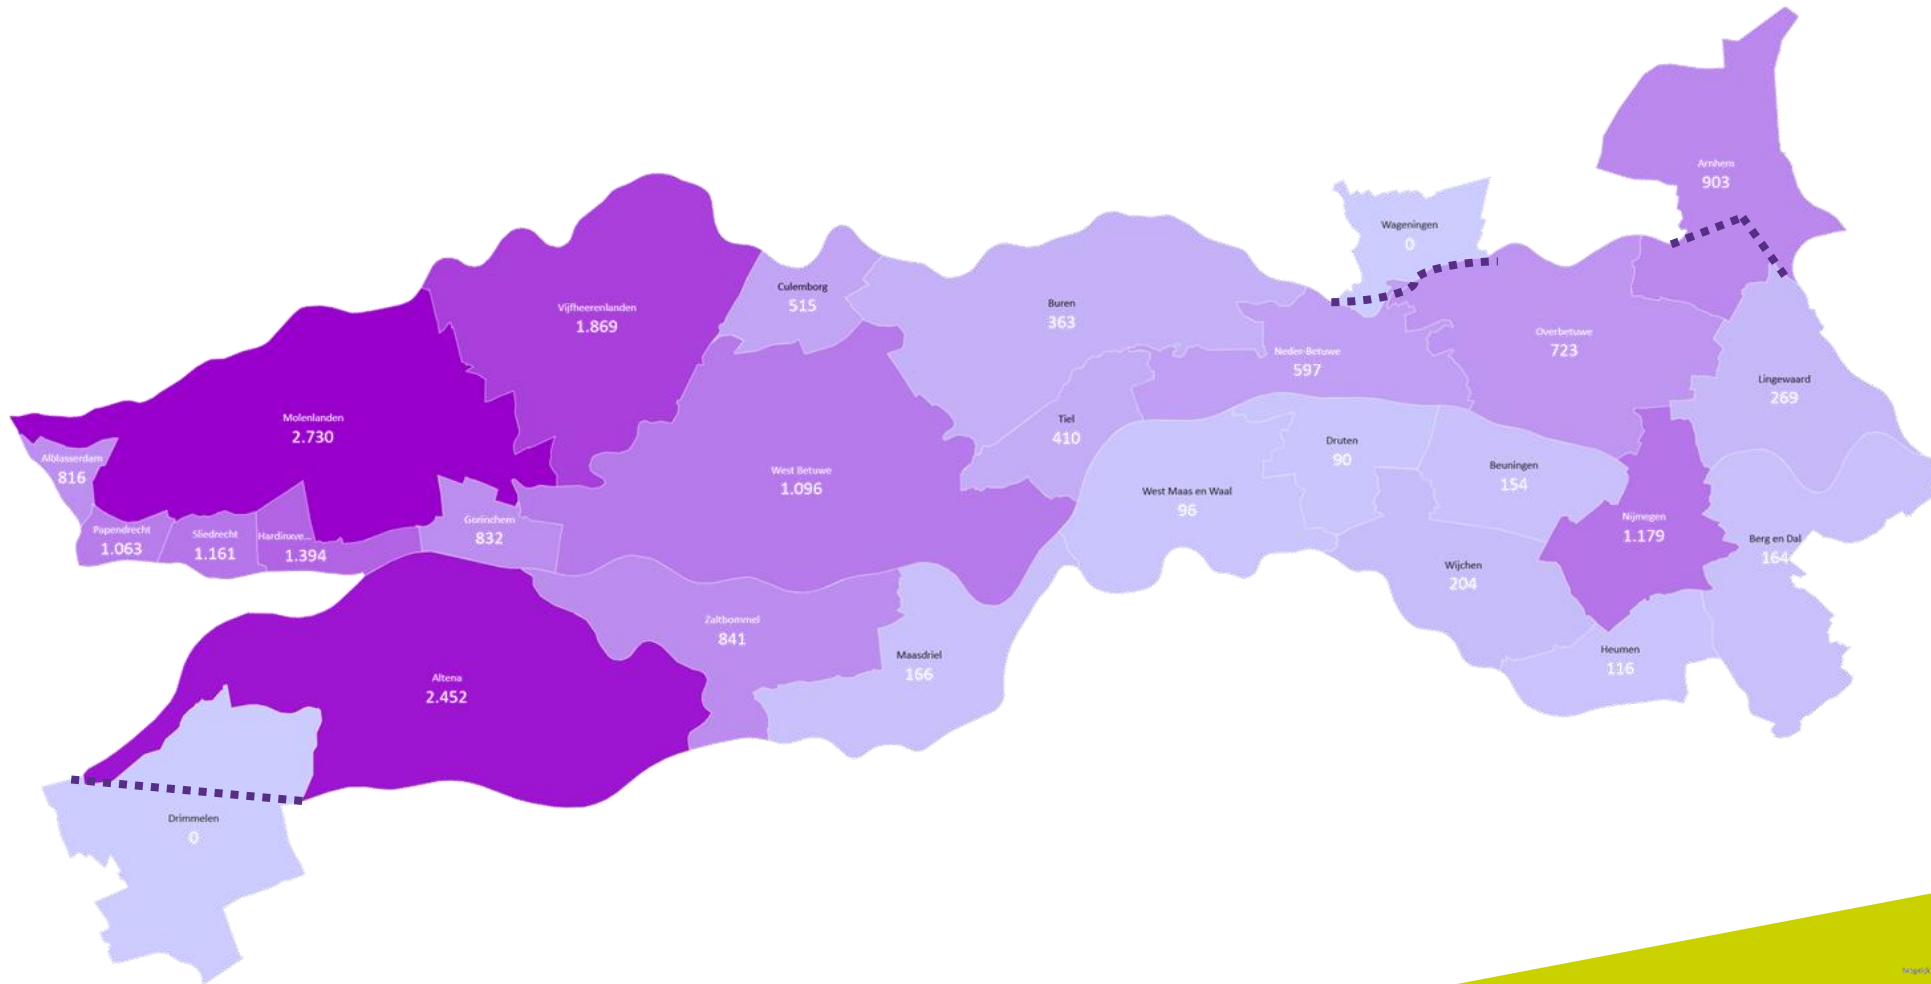 Arnhem
903
Wageningen
0
Culemborg
515
Vijfheerenlanden
1.869
Buren
363
Overbetuwe
723
Neder-Betuwe
597
Lingewaard
269
Molenlanden
2.730
Tiel
410
Druten
90
Alblasserdam
816
West Betuwe
1.096
Beuningen
154
West Maas en Waal
96
Nijmegen
1.179
Gorinchem
832
Papendrecht
1.063
Sliedrecht
1.161
Hardinxve...
1.394
Berg en Dal
164
Wijchen
204
Zaltbommel
841
Maasdriel
166
Heumen
116
Altena
2.452
Drimmelen
0